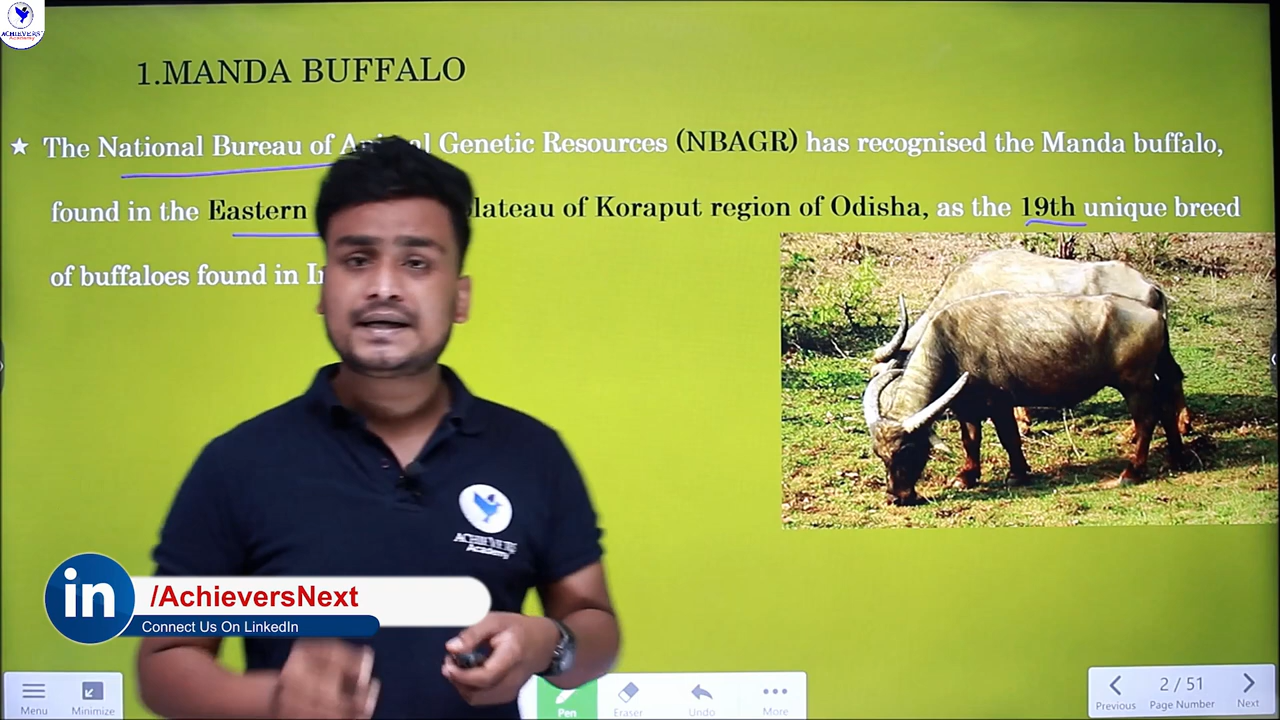 ACHIEVERS
Academy
1.MANDA BUFFALO
★ The National Bureau of Genetic Resources (NBAGR) has recognised the Manda buffalo,
found in the Eastern plateau of Koraput region of Odisha, as the 19th unique breed
of buffaloes found in
ACHIEVERS
Academy
in
/AchieversNext
Connect Us On LinkedIn
Menu
Minimize
Pen
Eraser
Undo
More
Previous
2 / 51
Page Number
Next